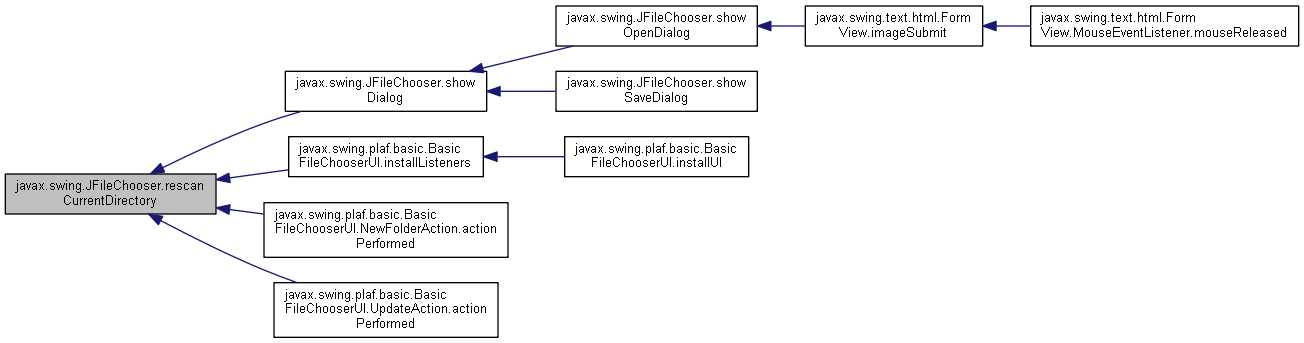 javax.swing.JFileChooser.show
OpenDialog
javax.swing.text.html.Form
View.imageSubmit
javax.swing.text.html.Form
View.MouseEventListener.mouseReleased
javax.swing.JFileChooser.show
Dialog
javax.swing.JFileChooser.show
SaveDialog
javax.swing.plaf.basic.Basic
FileChooserUI.installListeners
javax.swing.plaf.basic.Basic
FileChooserUI.installUI
javax.swing.JFileChooser.rescan
CurrentDirectory
javax.swing.plaf.basic.Basic
FileChooserUI.NewFolderAction.action
Performed
javax.swing.plaf.basic.Basic
FileChooserUI.UpdateAction.action
Performed